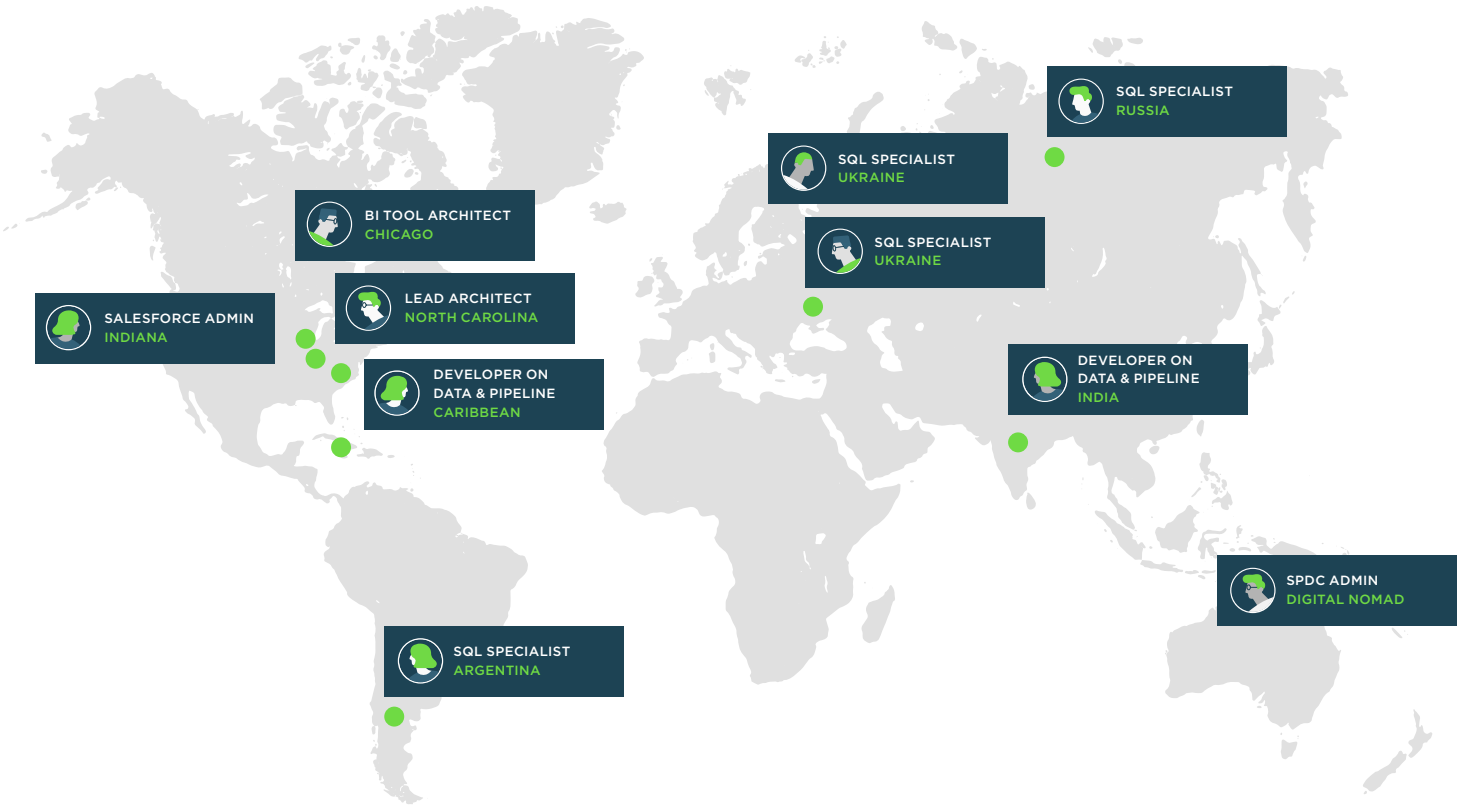 SQL SPECIALIST
RUSSIA
SQL SPECIALIST
UKRAINE
BI TOOL ARCHITECT
CHICAGO
SQL SPECIALIST
UKRAINE
LEAD ARCHITECT
NORTH CAROLINA
SALESFORCE ADMIN
INDIANA
DEVELOPER ON
DATA & PIPELINE
INDIA
DEVELOPER ON
DATA & PIPELINE
CARIBBEAN
SPDC ADMIN
DIGITAL NOMAD
SQL SPECIALIST
ARGENTINA